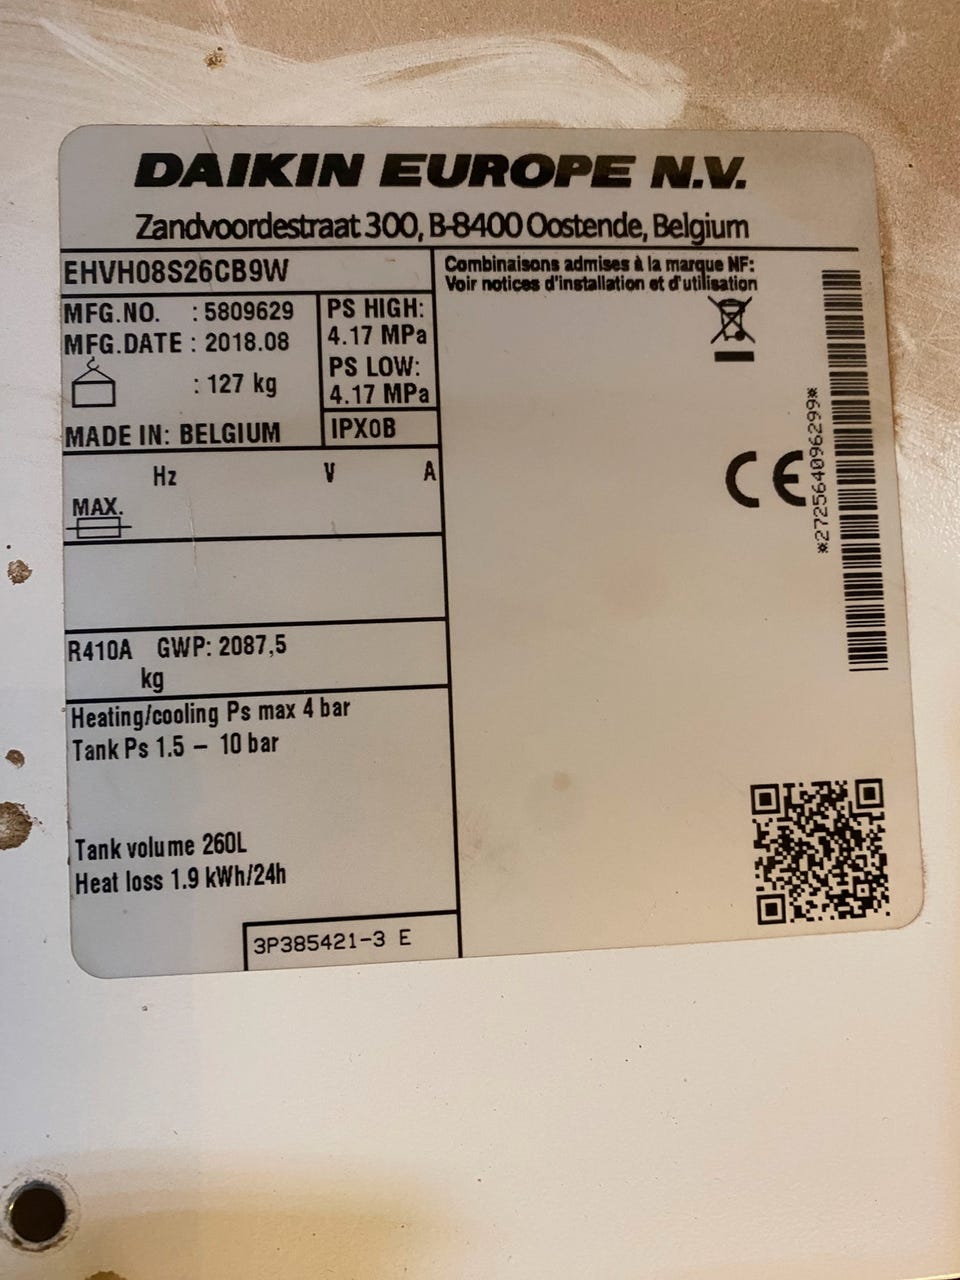 DAIKIN EUROPE N.V.
Zandvoordestraat 300, B-8400 Oostende, Belgium
EHVH08S26CB9W
MFG.NO. : 5809629
MFG.DATE : 2018.08
: 127 kg
MADE IN: BELGIUM
PS HIGH:
4.17 MPa
PS LOW:
4.17 MPa
IPX0B
Hz V A
MAX.
R410A GWP: 2087,5
kg
Heating/cooling Ps max 4 bar
Tank Ps 1.5 – 10 bar
Tank volume 260L
Heat loss 1.9 kWh/24h
3P385421-3 E
Combinaisons admises à la marque NF:
Voir notices d'installation et d'utilisation
CE
*272564096299*